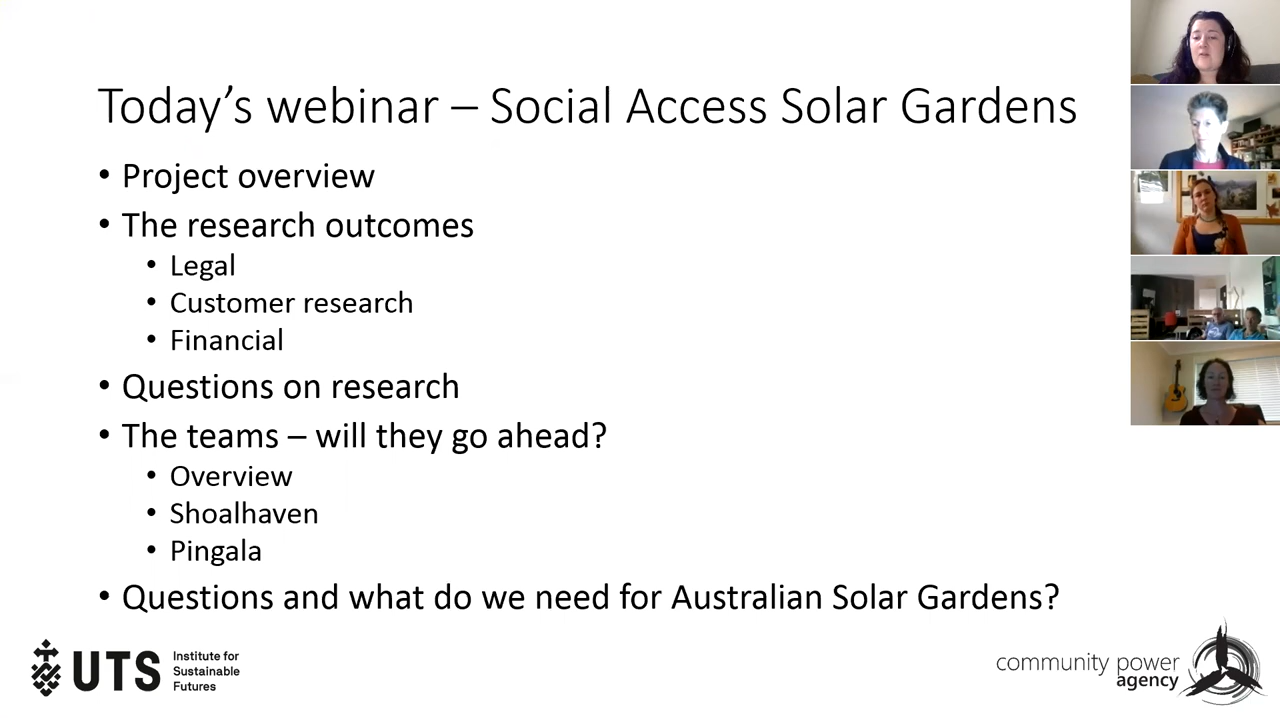 Today's webinar – Social Access Solar Gardens
• Project overview
• The research outcomes
• Legal
• Customer research
• Financial
• Questions on research
• The teams – will they go ahead?
• Overview
• Shoalhaven
• Pingala
• Questions and what do we need for Australian Solar Gardens?
UTS
Institute for
Sustainable
Futures
community power
agency